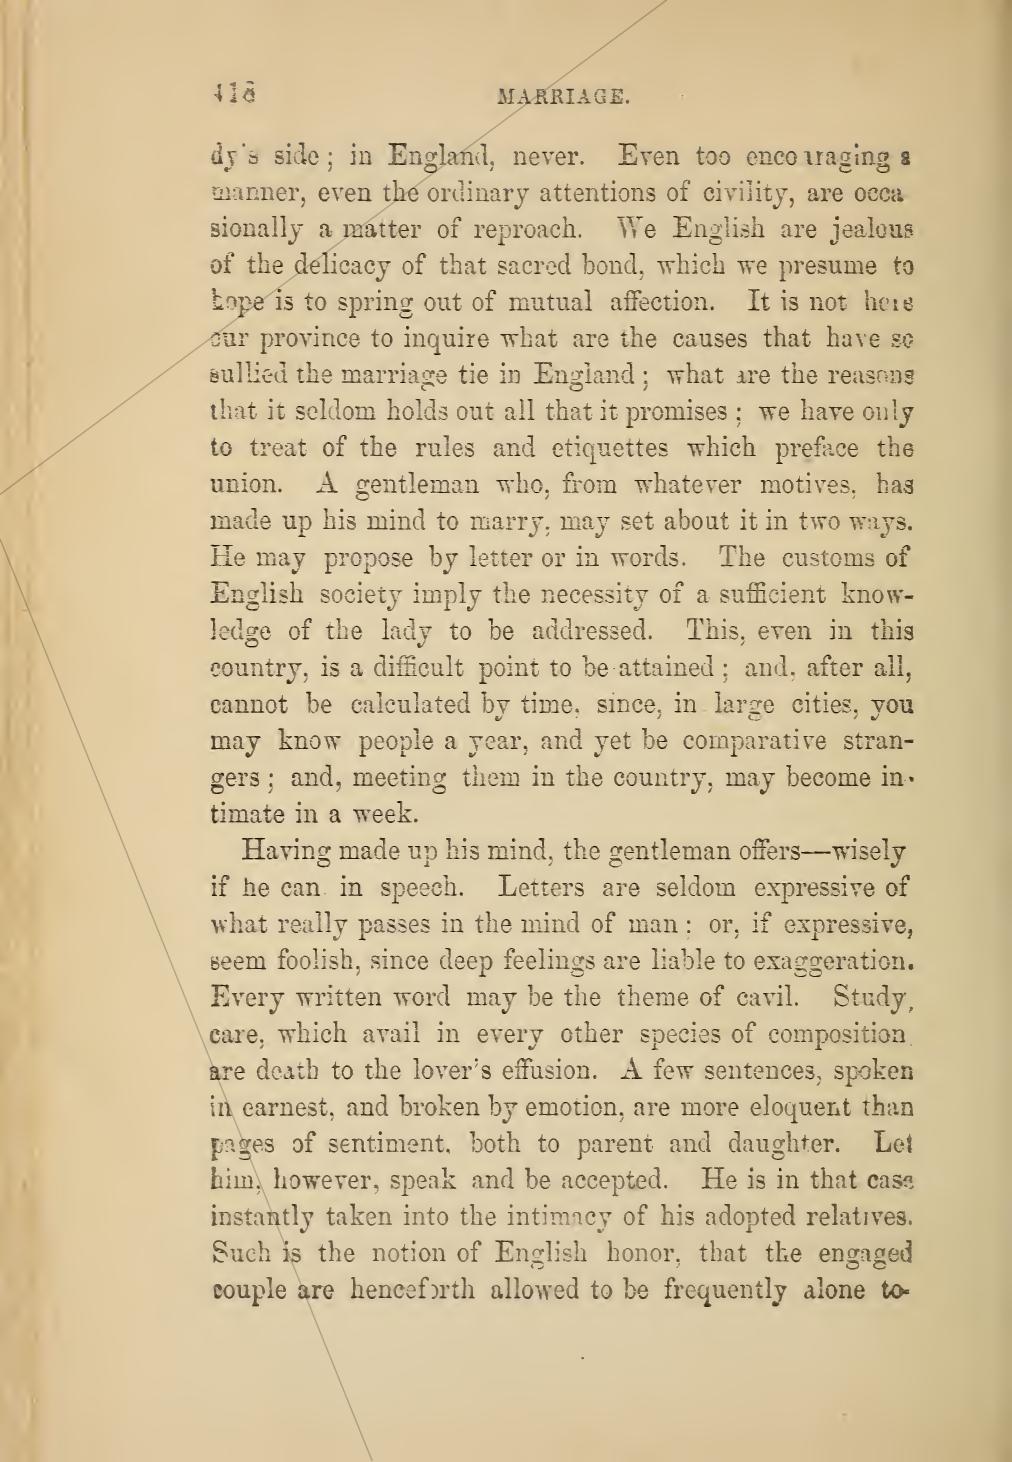 418 MARRIAGE.
dy's side; in England, never. Even too encouraging a
manner, even the ordinary attentions of civility, are occa
sionally a matter of reproach. We English are jealous
of the delicacy of that sacred bond, which we presume to
hope is to spring out of mutual affection. It is not here
our province to inquire what are the causes that have so
sullied the marriage tie in England; what are the reasons
that it seldom holds out all that it promises; we have only
to treat of the rules and etiquettes which preface the
union. A gentleman who, from whatever motives, has
made up his mind to marry, may set about it in two ways.
He may propose by letter or in words. The customs of
English society imply the necessity of a sufficient know-
ledge of the lady to be addressed. This, even in this
country, is a difficult point to be attained; and, after all,
cannot be calculated by time, since, in large cities, you
may know people a year, and yet be comparative stran-
gers; and, meeting them in the country, may become in-
timate in a week.
Having made up his mind, the gentleman offers—wisely
if he can in speech. Letters are seldom expressive of
what really passes in the mind of man: or, if expressive,
seem foolish, since deep feelings are liable to exaggeration.
Every written word may be the theme of cavil. Study,
care, which avail in every other species of composition
are death to the lover's effusion. A few sentences, spoken
in earnest, and broken by emotion, are more eloquent than
pages of sentiment, both to parent and daughter. Let
him, however, speak and be accepted. He is in that case
instantly taken into the intimacy of his adopted relatives.
Such is the notion of English honor, that the engaged
couple are henceforth allowed to be frequently alone to-